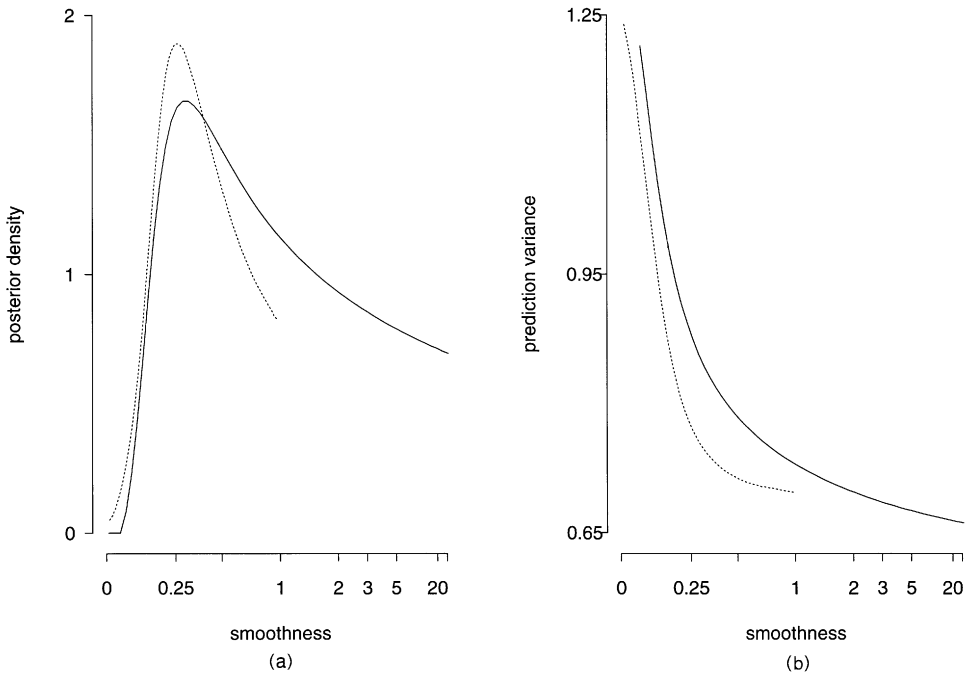 2
1
0
posterior density
0 0.25 1 2 3 5 20
smoothness
(a)
1.25
0.95
0.65
prediction variance
0 0.25 1 2 3 5 20
smoothness
(b)